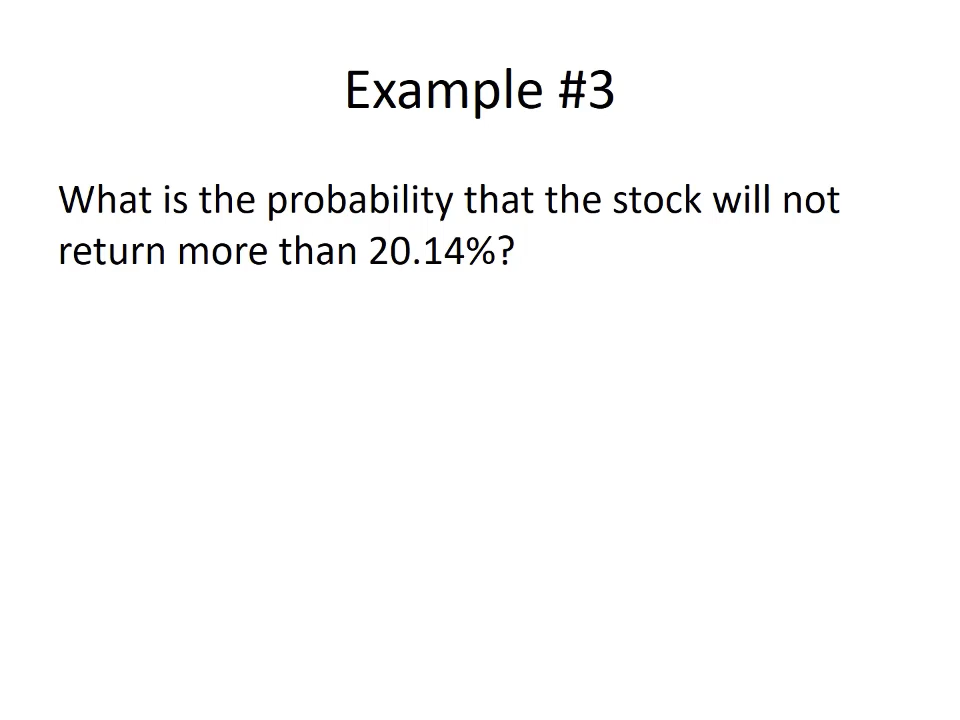 Example #3
What is the probability that the stock will not
return more than 20.14%?